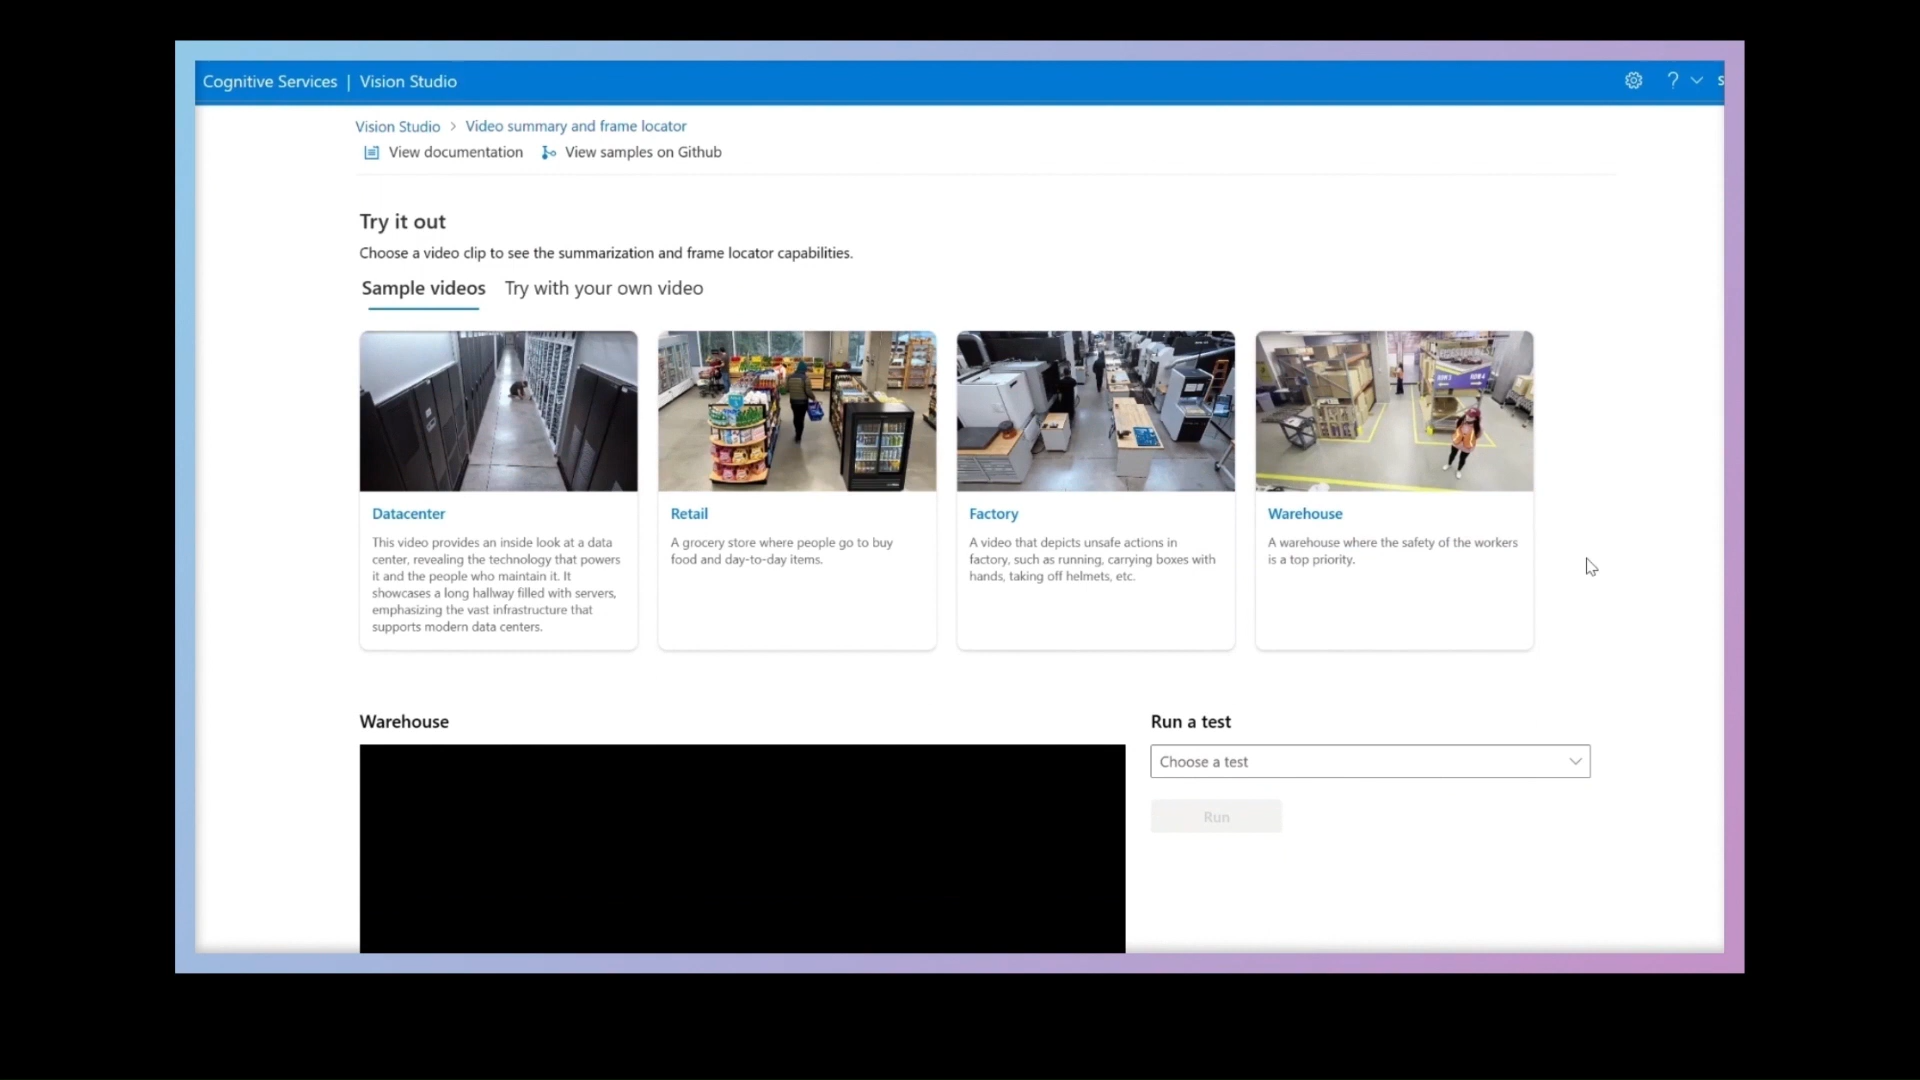 Cognitive Services | Vision Studio
?
Vision Studio > Video summary and frame locator
View documentation View samples on Github
Try it out
Choose a video clip to see the summarization and frame locator capabilities.
Sample videos Try with your own video
Datacenter
This video provides an inside look at a data
center, revealing the technology that powers
it and the people who maintain it. It
showcases a long hallway filled with servers,
emphasizing the vast infrastructure that
supports modern data centers.
Retail
A grocery store where people go to buy
food and day-to-day items.
Factory
A video that depicts unsafe actions in
factory, such as running, carrying boxes with
hands, taking off helmets, etc.
ROW 3 ROW 4
Warehouse
A warehouse where the safety of the workers
is a top priority.
Warehouse
Run a test
Choose a test
Run